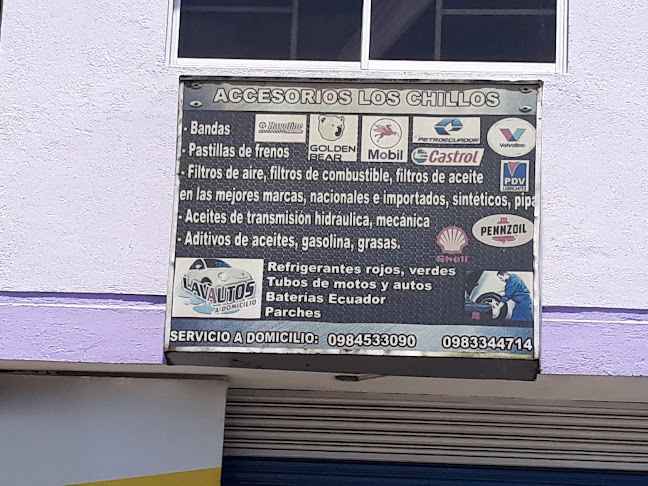 ACCESORIOS LOS CHILLOS
- Bandas
- Pastillas de frenos
- Filtros de aire, filtros de combustible, filtros de aceite
en las mejores marcas, nacionales e importados, sintéticos, pipa
- Aceites de transmisión hidráulica, mecánica
- Aditivos de aceites, gasolina, grasas.
Havoline
GOLDEN
BEAR
Mobil
PETROECUADOR
Castrol
Valvoline
PDV
PENNZOIL
Shell
LAVAUTOS
A DOMICILIO
Refrigerantes rojos, verdes
Tubos de motos y autos
Baterías Ecuador
Parches
SERVICIO A DOMICILIO: 0984533090 0983344714